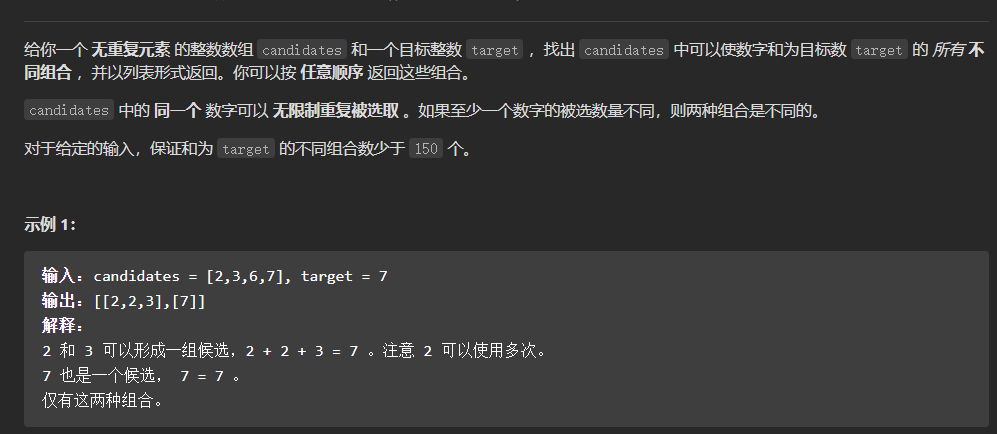 给你一个 无重复元素 的整数数组 candidates 和一个目标整数 target ，找出 candidates 中可以使数字和为目标数 target 的 所有 不
同组合 ，并以列表形式返回。你可以按 任意顺序 返回这些组合。
candidates 中的 同一个 数字可以 无限制重复被选取 。如果至少一个数字的被选数量不同，则两种组合是不同的。
对于给定的输入，保证和为 target 的不同组合数少于 150 个。
示例 1：
输入：candidates = [2,3,6,7], target = 7
输出：[[2,2,3],[7]]
解释：
2 和 3 可以形成一组候选，2 + 2 + 3 = 7 。注意 2 可以使用多次。
7 也是一个候选， 7 = 7 。
仅有这两种组合。